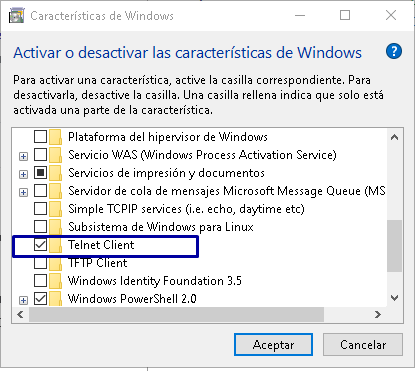 Características de Windows
Activar o desactivar las características de Windows
Para activar una característica, active la casilla correspondiente. Para
desactivarla, desactive la casilla. Una casilla rellena indica que solo está
activada una parte de la característica.
Plataforma del hipervisor de Windows
Servicio WAS (Windows Process Activation Service)
Servicios de impresión y documentos
Servidor de cola de mensajes Microsoft Message Queue (MS
Simple TCPIP services (i.e. echo, daytime etc)
Subsistema de Windows para Linux
Telnet Client
TFTP Client
Windows Identity Foundation 3.5
Windows PowerShell 2.0
Aceptar
Cancelar